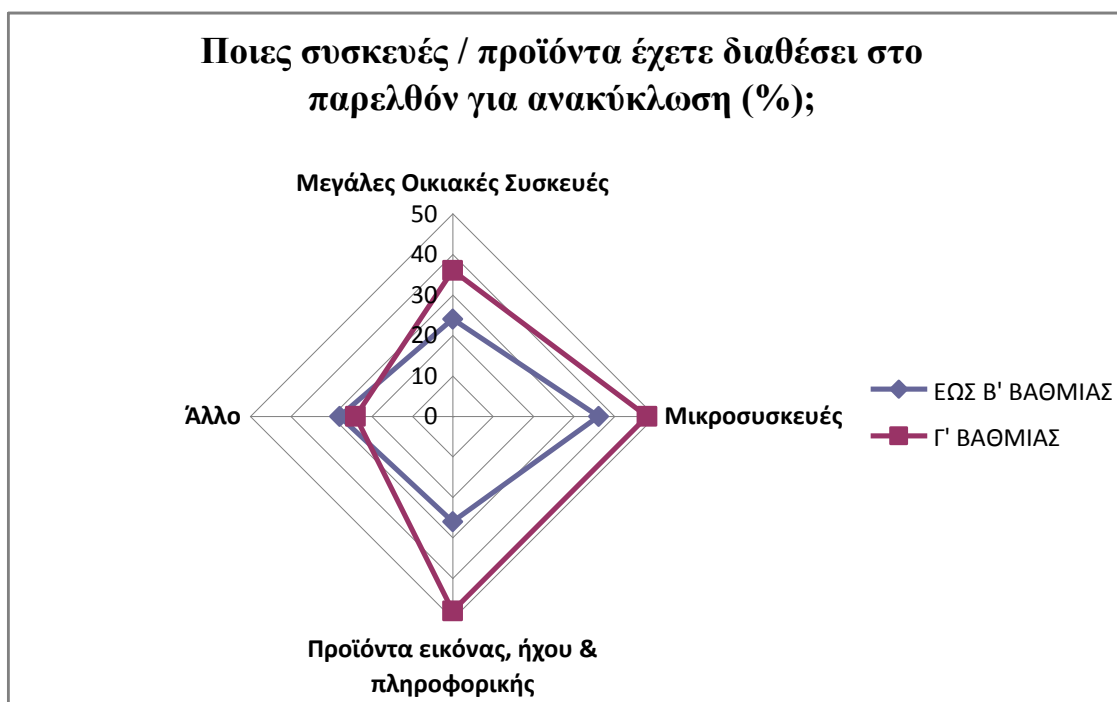 Ποιες συσκευές / προϊόντα έχετε διαθέσει στο
παρελθόν για ανακύκλωση (%);
Μεγάλες Οικιακές Συσκευές
50
40
30
20
10
0
Άλλο
Μικροσυσκευές
Προϊόντα εικόνας, ήχου &
πληροφορικής
ΕΩΣ Β' ΒΑΘΜΙΑΣ
Γ' ΒΑΘΜΙΑΣ